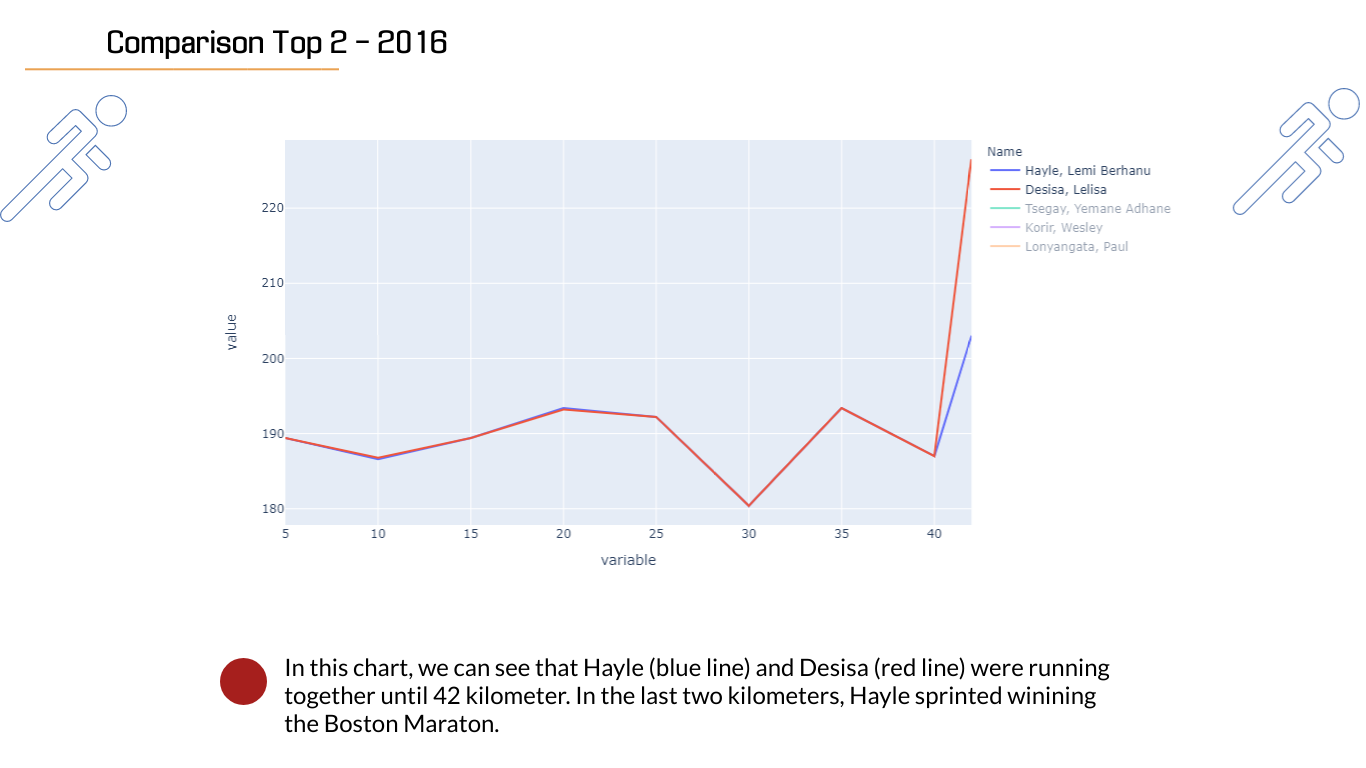 Comparison Top 2 – 2016
Name
Hayle, Lemi Berhanu
Desisa, Lelisa
Tsegay, Yemane Adhane
Korir, Wesley
Lonyangata, Paul
220
210
200
190
180
value
5 10 15 20 25 30 35 40
variable
In this chart, we can see that Hayle (blue line) and Desisa (red line) were running
together until 42 kilometer. In the last two kilometers, Hayle sprinted winining
the Boston Maraton.